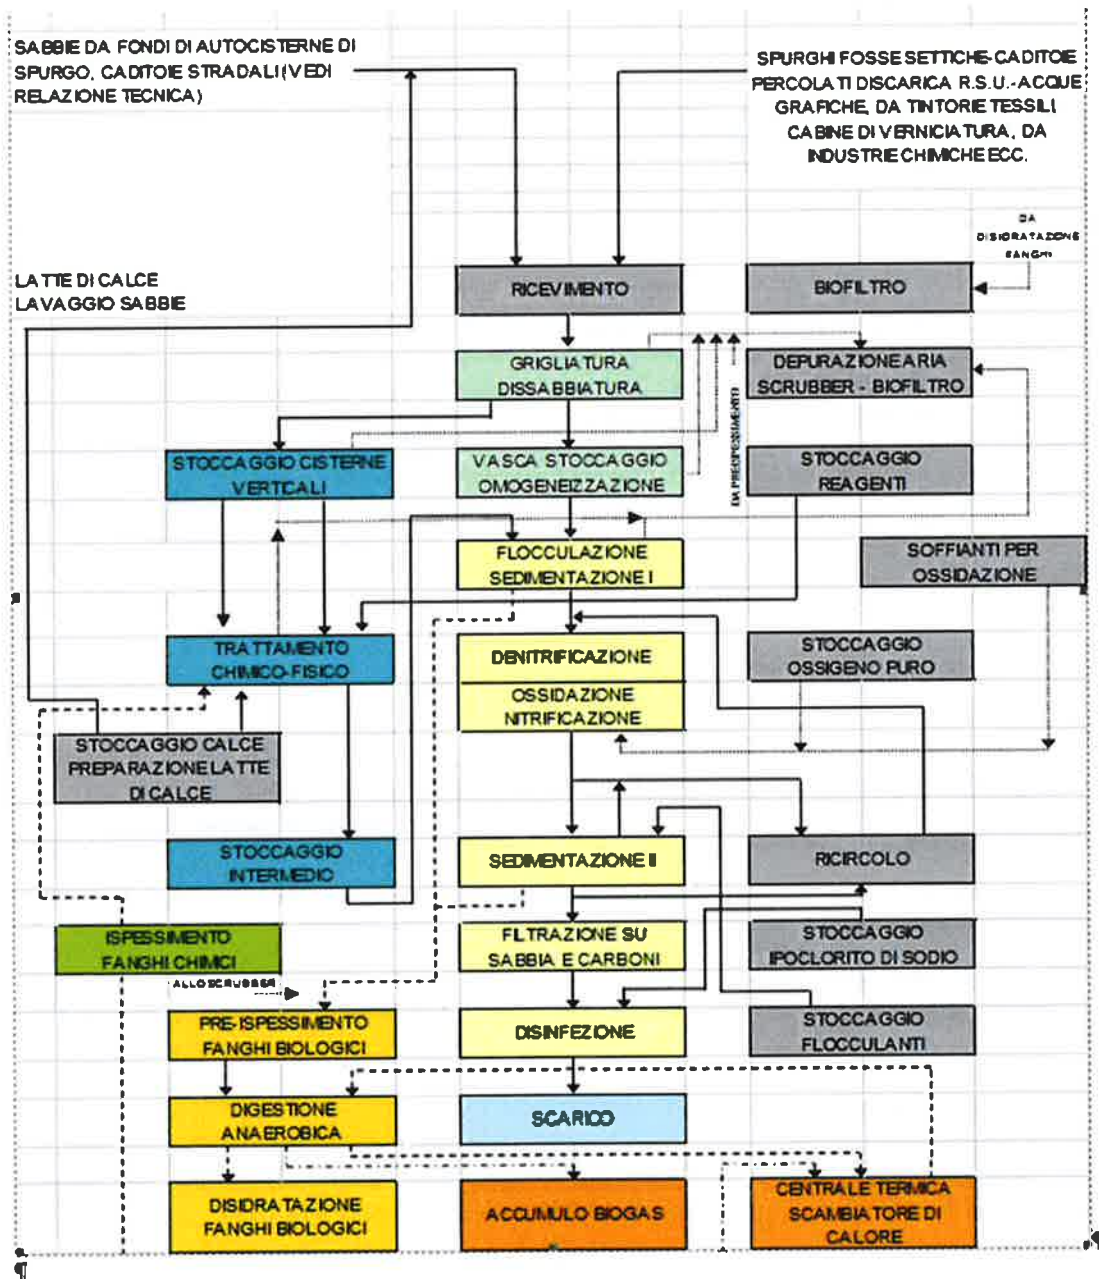 SABBIE DA FONDI DI AUTOCISTERNE DI
SPURGO, CADITOIE STRADALI (VEDI
RELAZIONE TECNICA)
SPURGHI FOSSE SETTICHE-CADITOIE
PERCOLATI DISCARICA R.S.U.-ACQUE
GRAFICHE, DA TINTORIE TESSILI
CABINE DI VERNICIATURA, DA
INDUSTRIE CHIMICHE ECC.
DA
DISIDRATAZIONE
FANGHI
LATTE DI CALCE
LAVAGGIO SABBIE
RICEVIMENTO
BIOFILTRO
GRIGLIATURA
DISSABBIATURA
DEPURAZIONE ARIA
SCRUBBER - BIOFILTRO
DA PREISPESSIMENTO
STOCCAGGIO CISTERNE
VERTICALI
VASCA STOCCAGGIO
OMOGENEIZZAZIONE
STOCCAGGIO
REAGENTI
FLOCCULAZIONE
SEDIMENTAZIONE I
SOFFIANTI PER
OSSIDAZIONE
TRATTAMENTO
CHIMICO-FISICO
DENITRIFICAZIONE
OSSIDAZIONE
NITRIFICAZIONE
STOCCAGGIO
OSSIGENO PURO
STOCCAGGIO CALCE
PREPARAZIONE LATTE
DI CALCE
STOCCAGGIO
INTERMEDIO
SEDIMENTAZIONE II
RICIRCOLO
ISPESSIMENTO
FANGHI CHIMICI
FILTRAZIONE SU
SABBIA E CARBONI
STOCCAGGIO
IPOCLORITO DI SODIO
ALLO SCRUBBER
PRE-ISPESSIMENTO
FANGHI BIOLOGICI
DISINFEZIONE
STOCCAGGIO
FLOCCULANTI
DIGESTIONE
ANAEROBICA
SCARICO
DISIDRATAZIONE
FANGHI BIOLOGICI
ACCUMULO BIOGAS
CENTRALE TERMICA
SCAMBIATORE DI
CALORE